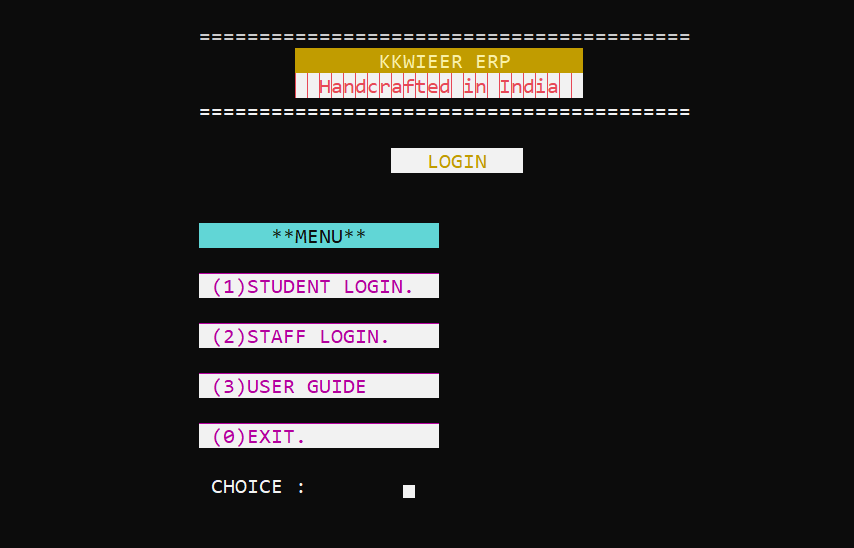 =========================================
KKWIEER ERP
Handcrafted in India
=========================================
LOGIN
**MENU**
(1)STUDENT LOGIN.
(2)STAFF LOGIN.
(3)USER GUIDE
(0)EXIT.
CHOICE :